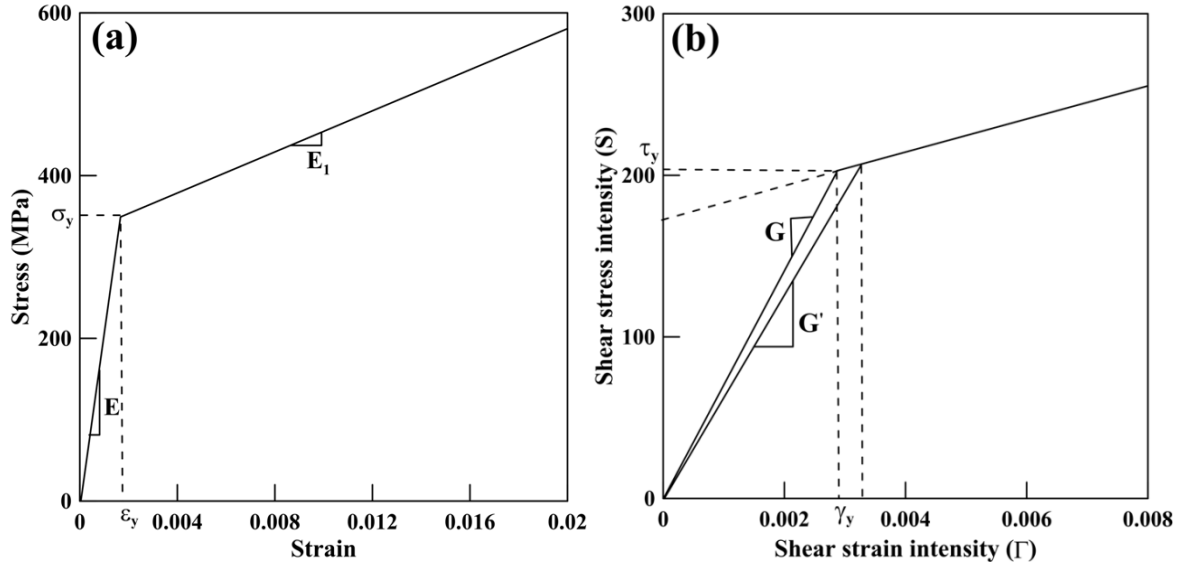 (a)
Stress (MPa)
600
400
σy
200
0
E
E1
εy
0
0.004
0.008
0.012
0.016
0.02
Strain
(b)
Shear stress intensity (S)
300
τy
200
100
0
G
G'
0
0.002
γy
0.004
0.006
0.008
Shear strain intensity (Γ)